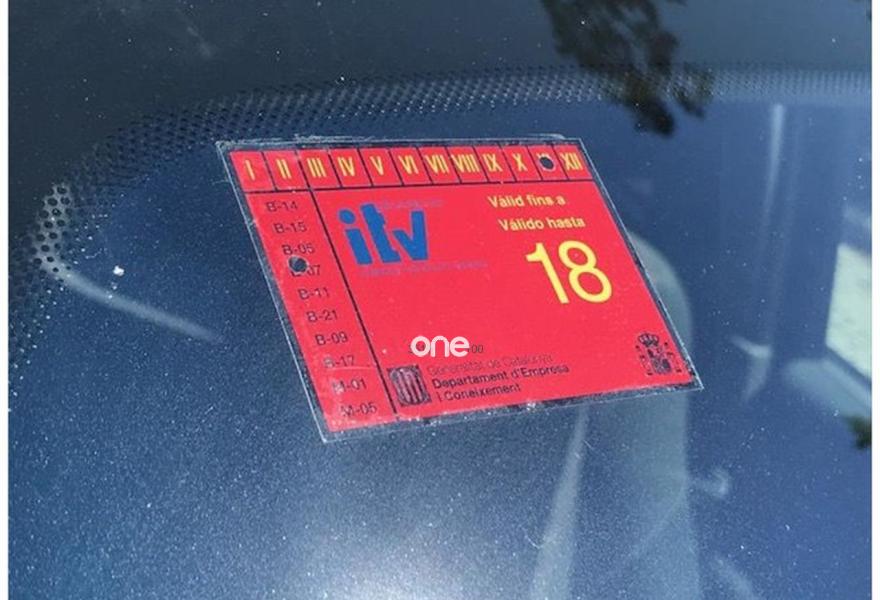 I II III IV V VI VII VIII IX X XII
B-14
B-15
B-05
B-11
B-21
B-09
B-17
M-01
M-05
itv
Vàlid fins a
Válido hasta
18
one
00
Generalitat de Catalunya
Departament d'Empresa
i Coneixement